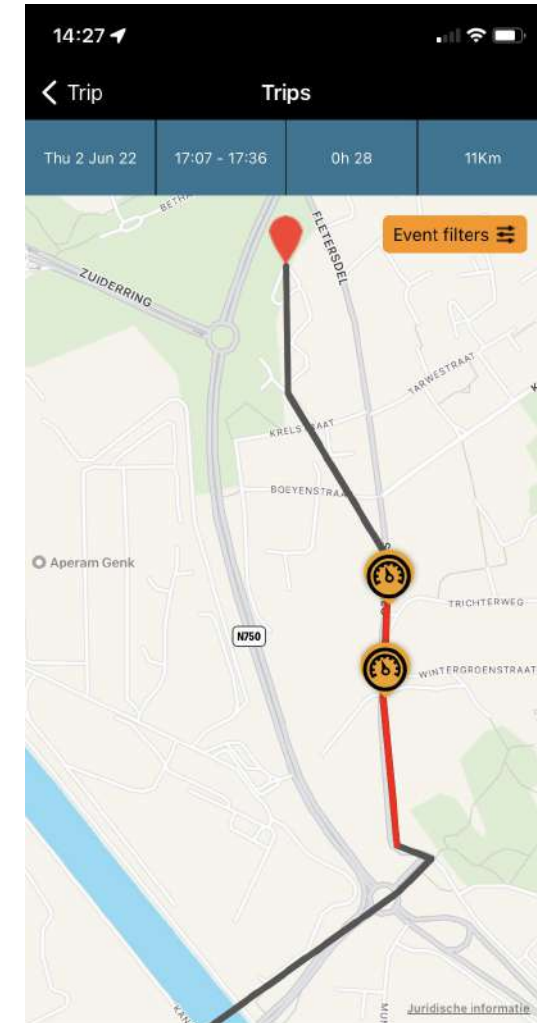 14:27
Trip
Trips
Thu 2 Jun 22
17:07 - 17:36
0h 28
11Km
Event filters
FLETERSDEL
ZUIDERRING
TARWESTRAAT
KRELSTRAAT
BOEYENSTRAAT
Aperam Genk
TRICHTERWEG
N750
WINTERGROENSTRAAT
Juridische informatie